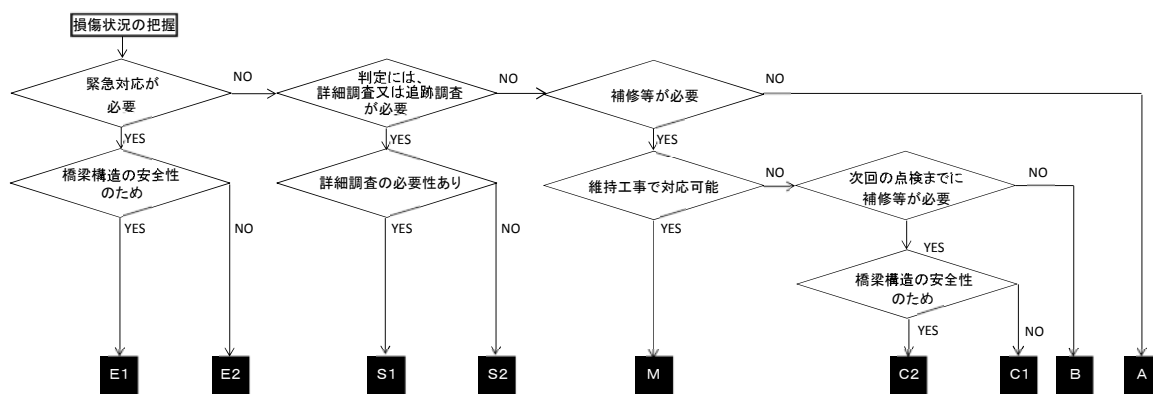 損傷状況の把握
緊急対応が
必要
NO
判定には、
詳細調査又は追跡調査
が必要
NO
補修等が必要
NO
YES
YES
YES
橋梁構造の安全性
のため
詳細調査の必要性あり
維持工事で対応可能
NO
次回の点検までに
補修等が必要
NO
YES
NO
YES
NO
YES
YES
橋梁構造の安全性
のため
YES
NO
E1
E2
S1
S2
M
C2
C1
B
A